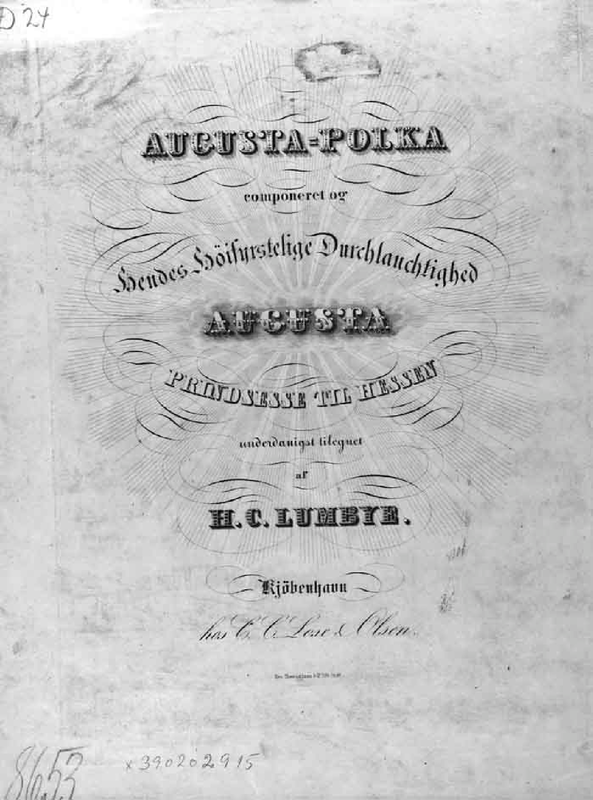 D 24
AUGUSTA=POLKA
componeret og
Hendes Höifyrstelige Durchlauchtighed
AUGUSTA
PRINDSESSE TIL HESSEN
underdanigst tilegnet
af
H. C. LUMBYE.
Kjöbenhavn
hos C. C. Lose & Olsen.
8653
x 390202915